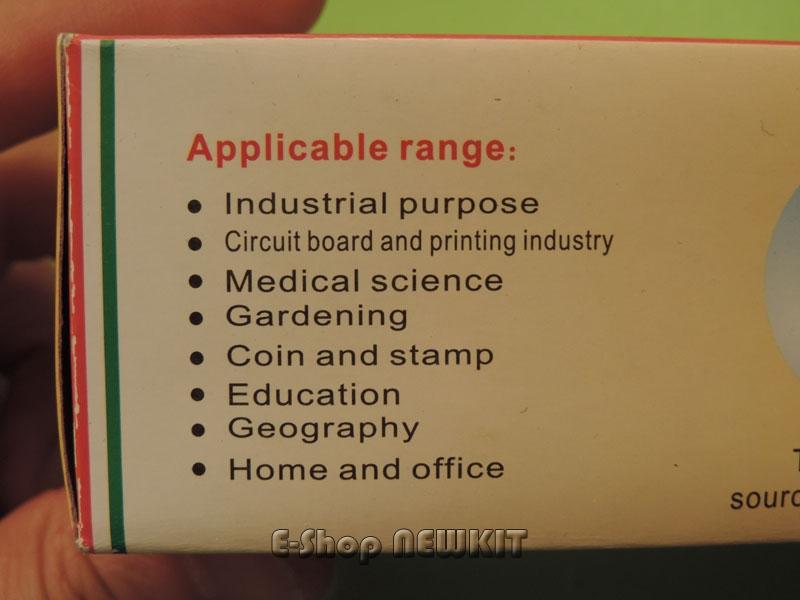 Applicable range:
● Industrial purpose
● Circuit board and printing industry
● Medical science
● Gardening
● Coin and stamp
● Education
● Geography
● Home and office
E-Shop NEWKIT